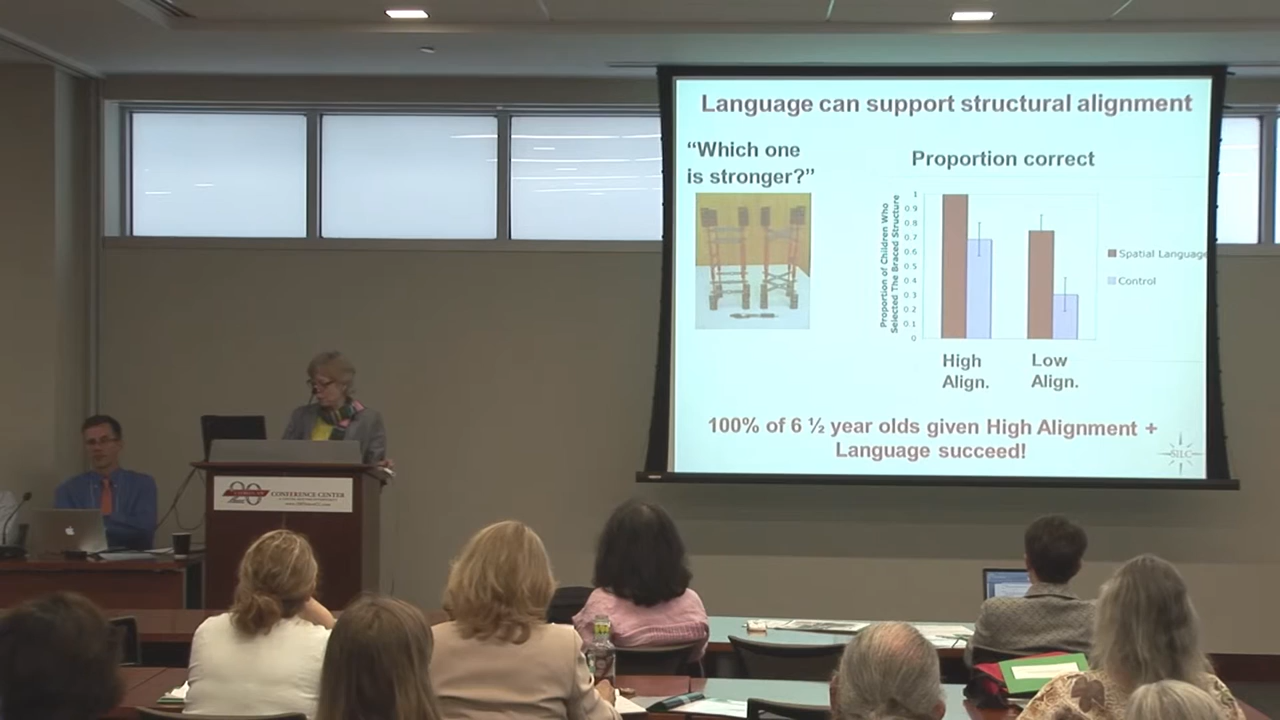 Language can support structural alignment
“Which one
is stronger?”
Proportion correct
Proportion of Children Who
Selected The Braced Structure
1
0.9
0.8
0.7
0.6
0.5
0.4
0.3
0.2
0.1
0
Spatial Language
Control
High
Align.
Low
Align.
100% of 6 ½ year olds given High Alignment +
Language succeed!
SILC
20
CONFERENCE CENTER